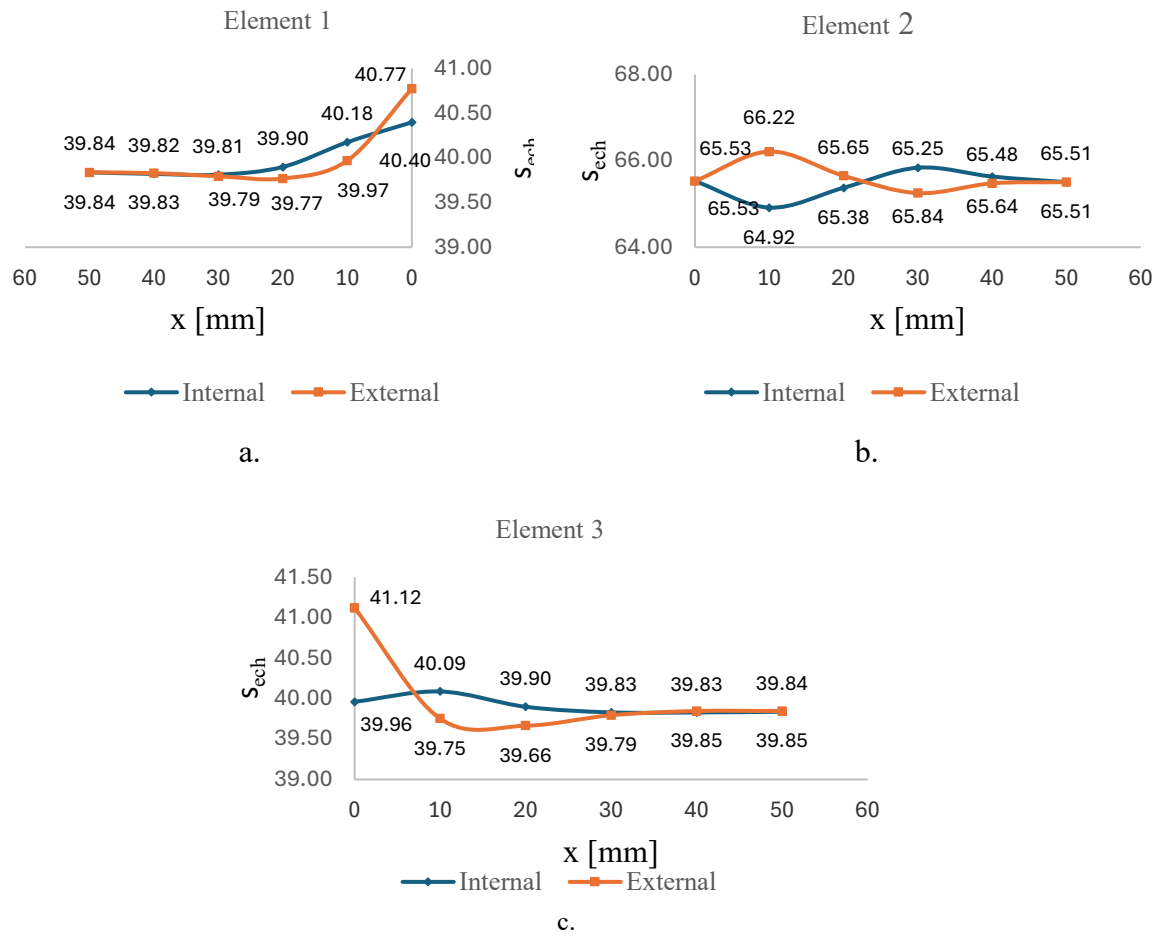 Element 1
41.00
40.77
40.50
40.18
39.84 39.82 39.81 39.90
40.00
40.40
39.97
39.84 39.83 39.79 39.77
39.50
39.00
s_ech
60 50 40 30 20 10 0
x [mm]
Internal External
a.
Element 2
68.00
66.22
65.53 65.65 65.25 65.48 65.51
66.00
65.53 65.38 65.84 65.64 65.51
64.92
64.00
s_ech
0 10 20 30 40 50 60
x [mm]
Internal External
b.
Element 3
41.50
41.12
41.00
40.50
40.09 39.90 39.83 39.83 39.84
40.00
39.96 39.75 39.66 39.79 39.85 39.85
39.50
39.00
s_ech
0 10 20 30 40 50 60
x [mm]
Internal External
c.